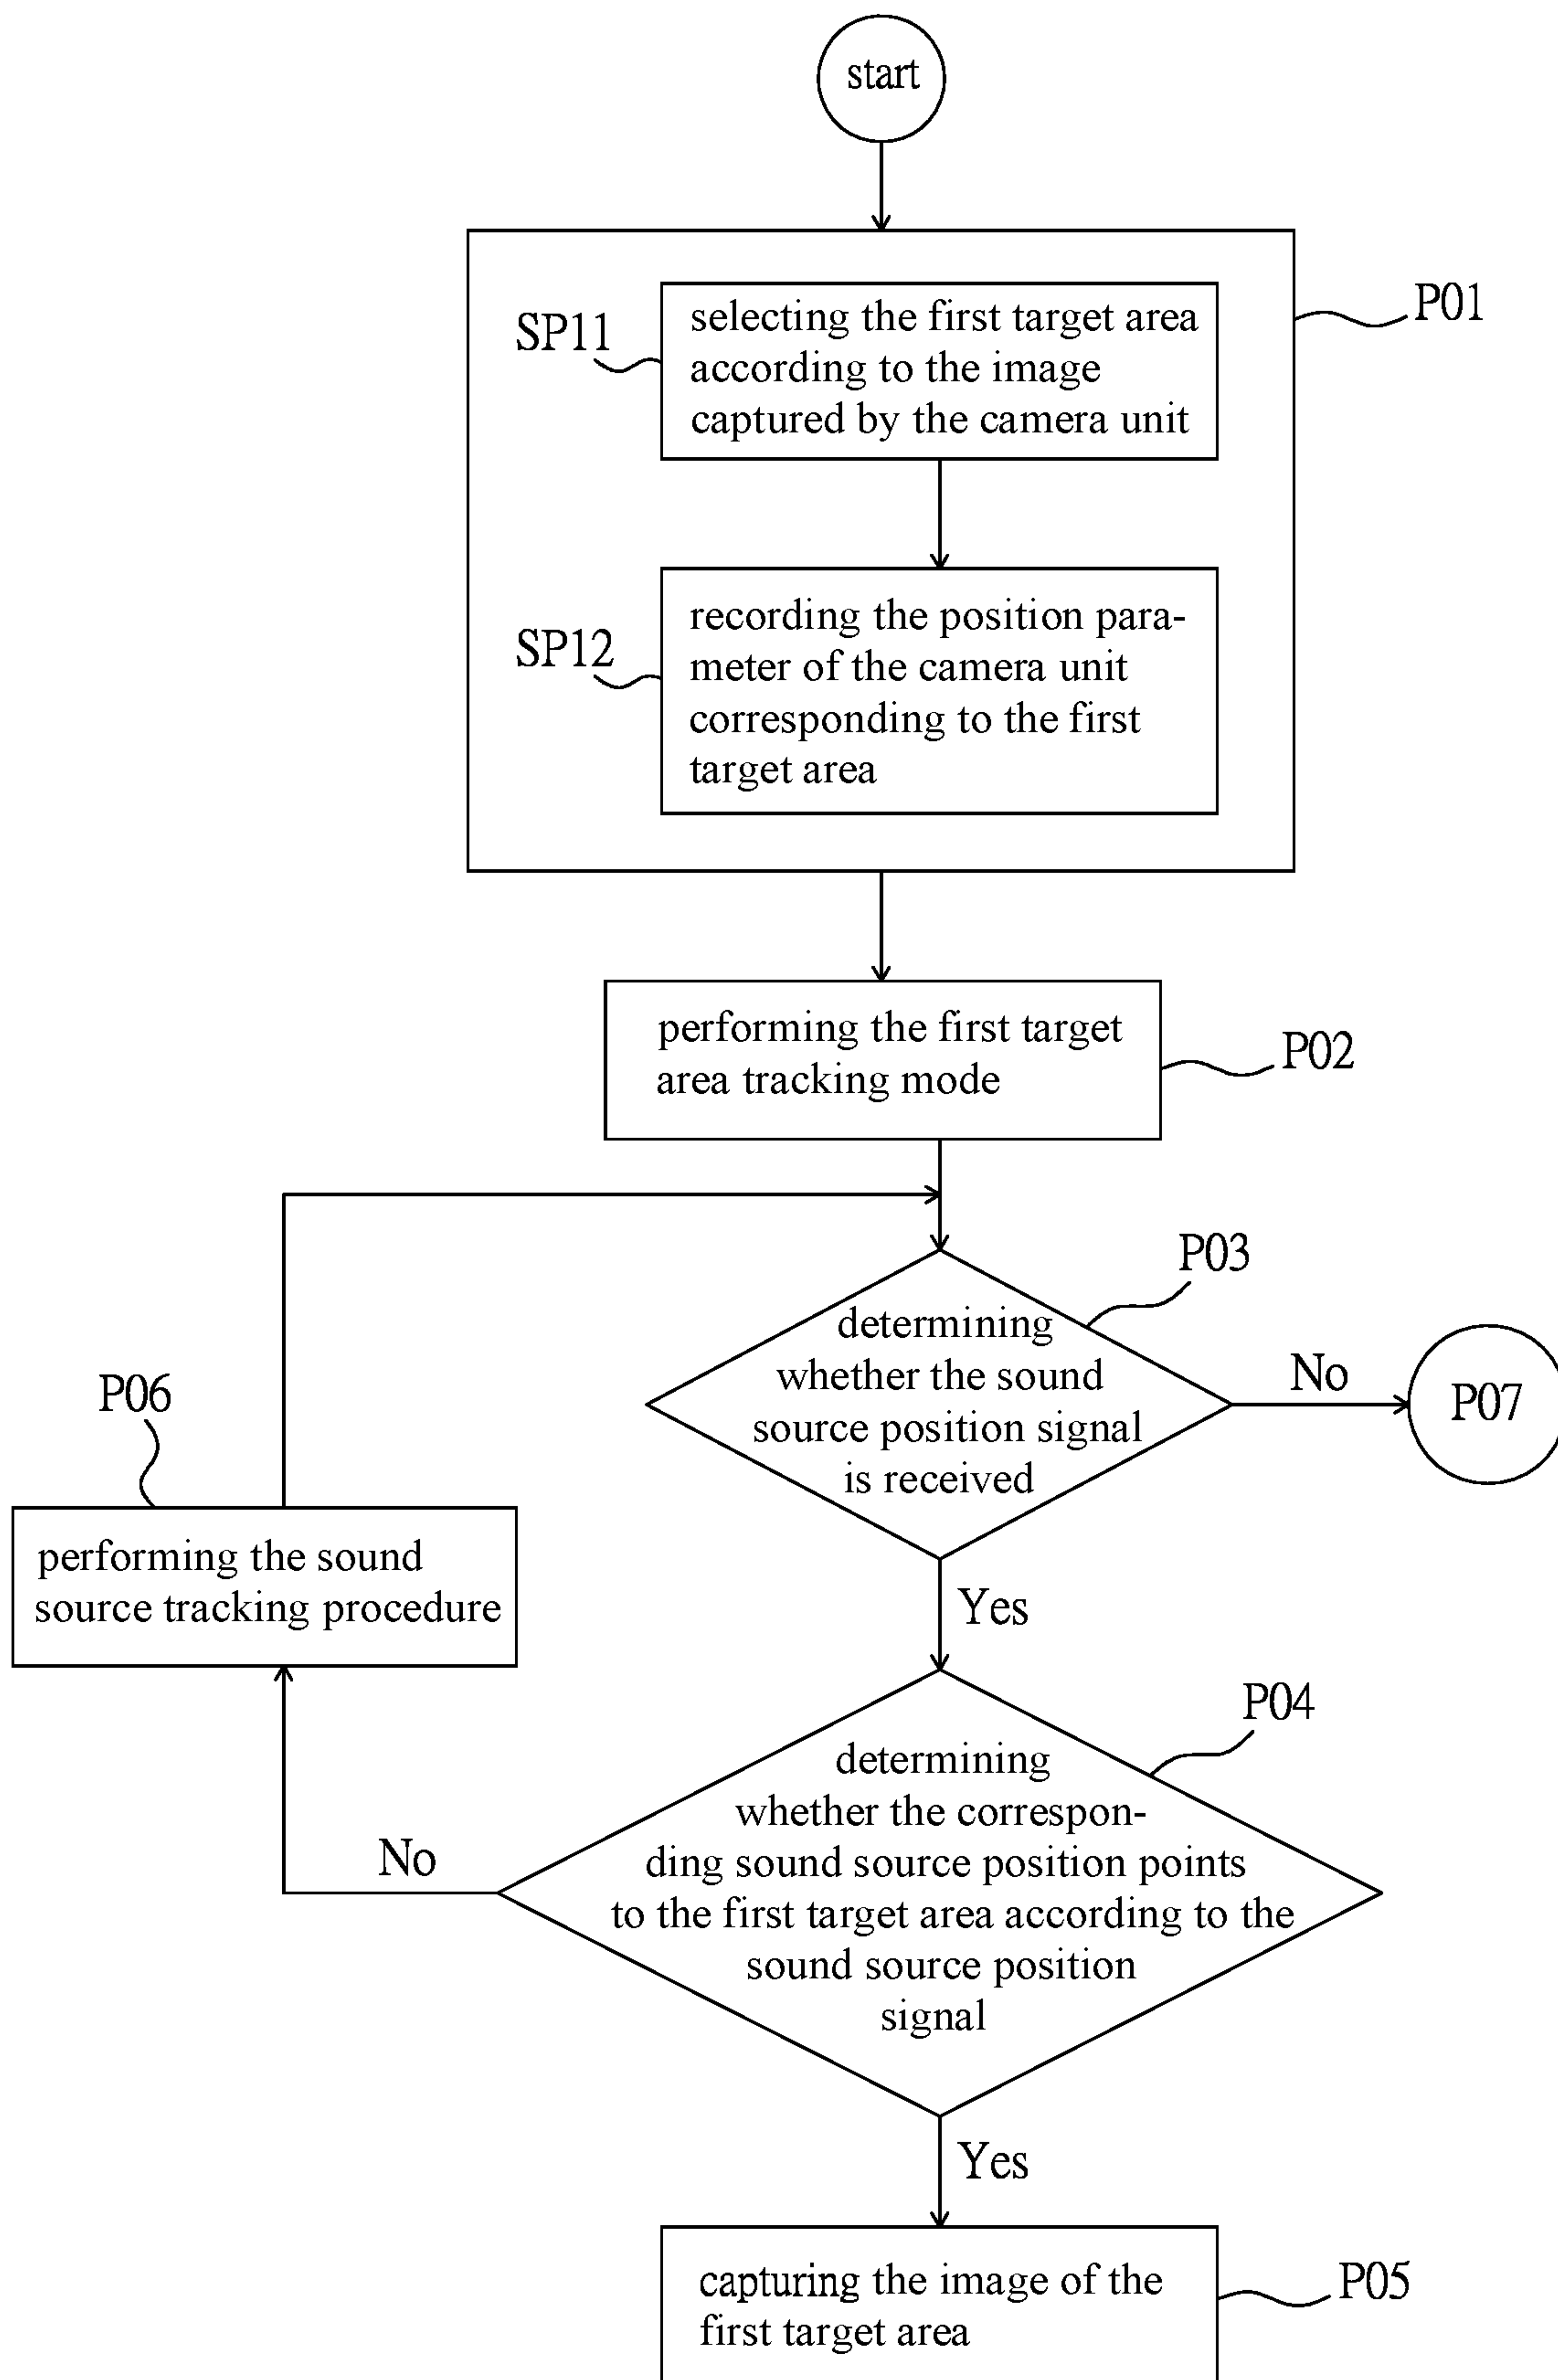 start
P01
SP11
selecting the first target area
according to the image
captured by the camera unit
SP12
recording the position para-
meter of the camera unit
corresponding to the first
target area
performing the first target
area tracking mode
P02
P03
determining
whether the sound
source position signal
is received
No
P07
P06
performing the sound
source tracking procedure
Yes
P04
determining
whether the correspon-
ding sound source position points
to the first target area according to the
sound source position
signal
No
Yes
capturing the image of the
first target area
P05